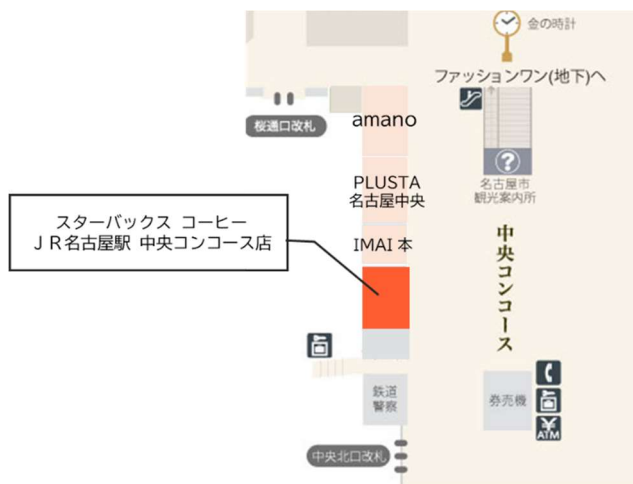 金の時計
ファッションワン(地下)へ
桜通口改札
amano
?
名古屋市
観光案内所
PLUSTA
名古屋中央
スターバックス コーヒー
ＪＲ名古屋駅 中央コンコース店
IMAI 本
中央コンコース
鉄道
警察
券売機
¥
ATM
中央北口改札